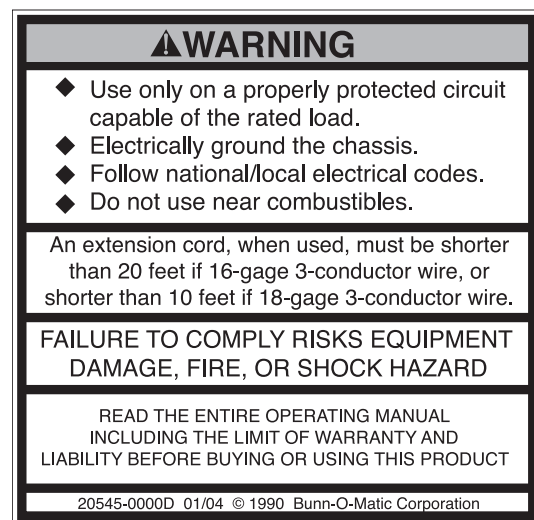 ⚠WARNING
◆ Use only on a properly protected circuit
capable of the rated load.
◆ Electrically ground the chassis.
◆ Follow national/local electrical codes.
◆ Do not use near combustibles.
An extension cord, when used, must be shorter
than 20 feet if 16-gage 3-conductor wire, or
shorter than 10 feet if 18-gage 3-conductor wire.
FAILURE TO COMPLY RISKS EQUIPMENT
DAMAGE, FIRE, OR SHOCK HAZARD
READ THE ENTIRE OPERATING MANUAL
INCLUDING THE LIMIT OF WARRANTY AND
LIABILITY BEFORE BUYING OR USING THIS PRODUCT
20545-0000D 01/04 © 1990 Bunn-O-Matic Corporation